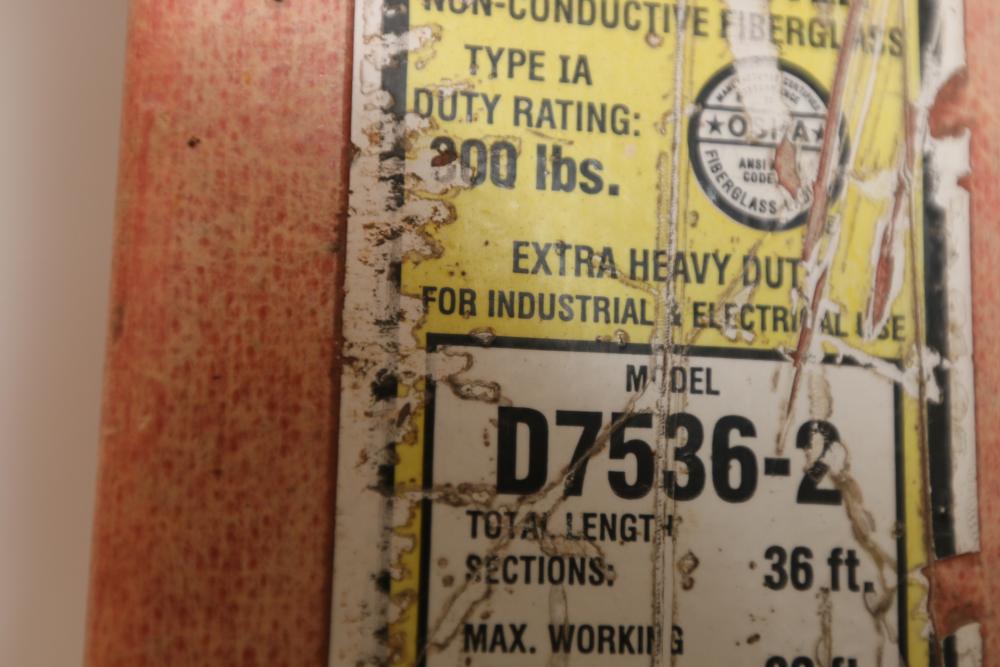 NON-CONDUCTIVE FIBERGLASS
TYPE IA
DUTY RATING:
300 lbs.
OSHA
ANSI
CODE
FIBERGLASS
EXTRA HEAVY DUTY
FOR INDUSTRIAL & ELECTRICAL USE
MODEL
D7536-2
TOTAL LENGTH
SECTIONS:
36 ft.
MAX. WORKING
ft.